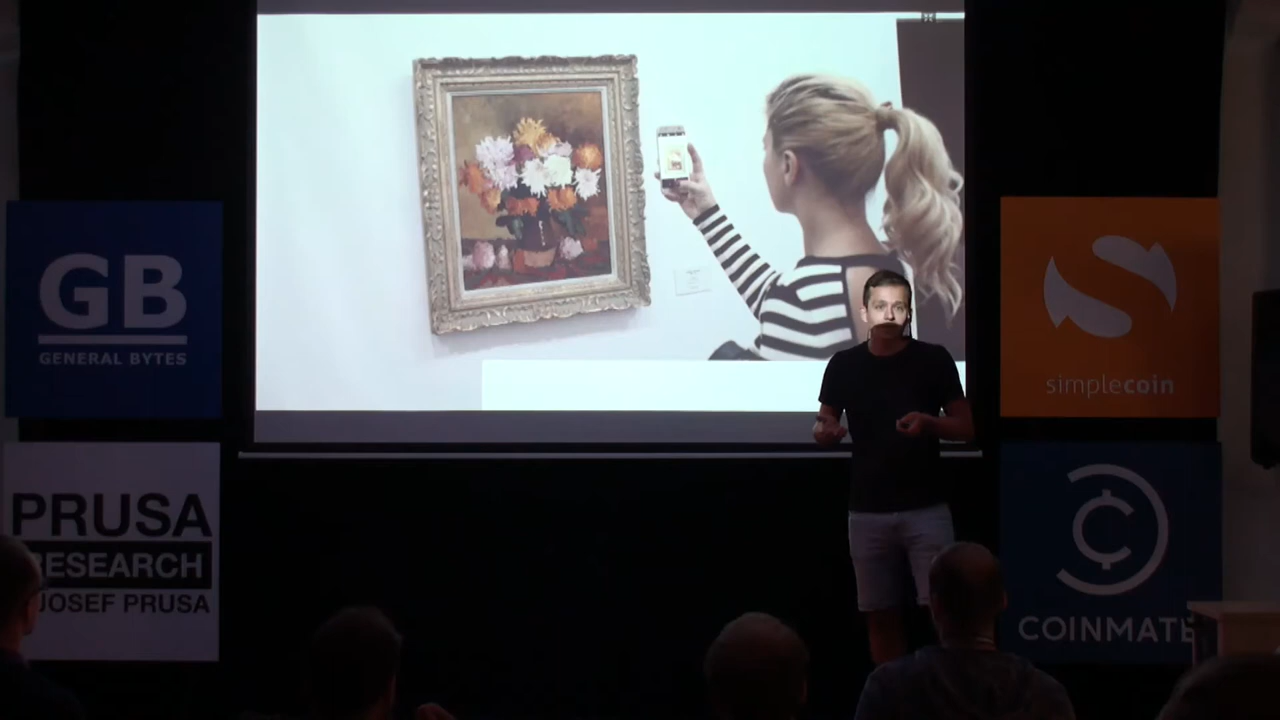 GB
GENERAL BYTES
PRUSA
RESEARCH
JOSEF PRUSA
simplecoin
COINMATE